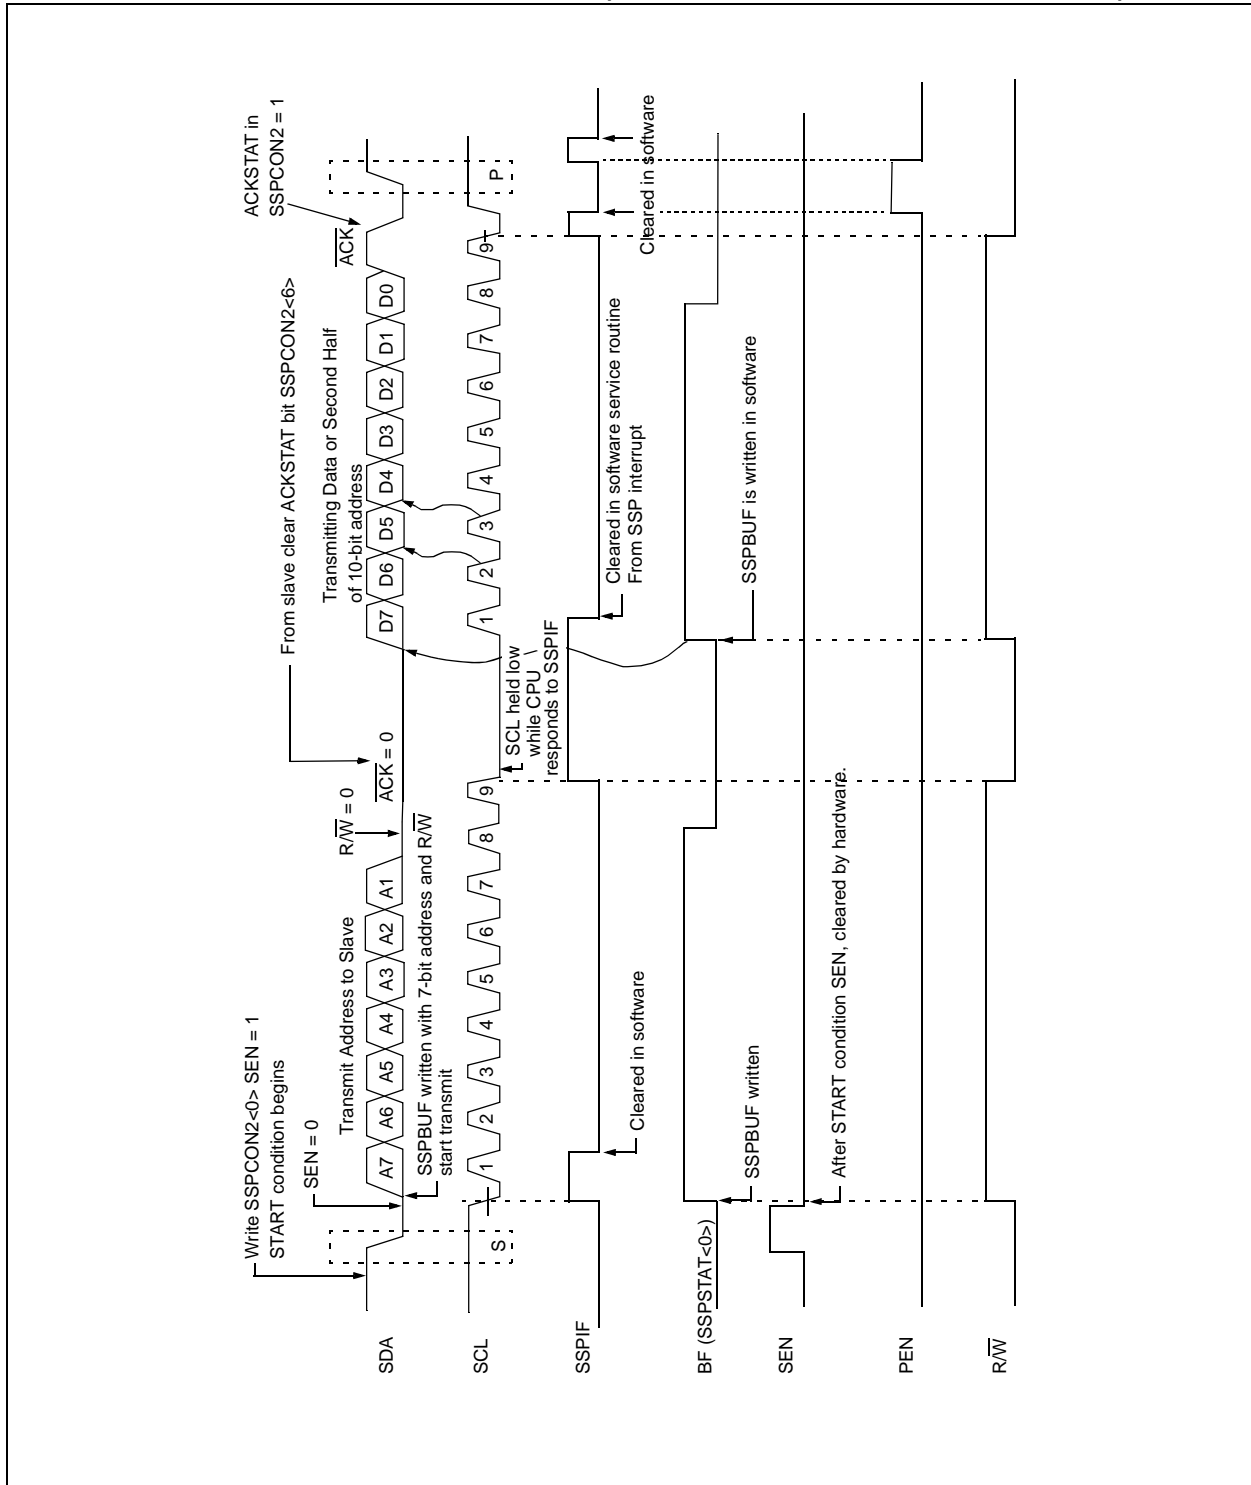 Write SSPCON2<0> SEN = 1
START condition begins
SEN = 0
Transmit Address to Slave
R/W = 0
From slave clear ACKSTAT bit SSPCON2<6>
ACK = 0
Transmitting Data or Second Half
of 10-bit address
ACKSTAT in
SSPCON2 = 1
ACK
SDA
A7 A6 A5 A4 A3 A2 A1
D7 D6 D5 D4 D3 D2 D1 D0
SSPBUF written with 7-bit address and R/W
start transmit
SCL
S
1 2 3 4 5 6 7 8 9
1 2 3 4 5 6 7 8 9
P
SCL held low
while CPU
responds to SSPIF
SSPIF
Cleared in software
Cleared in software service routine
From SSP interrupt
Cleared in software
BF (SSPSTAT<0>)
SSPBUF written
SSPBUF is written in software
SEN
After START condition SEN, cleared by hardware.
PEN
R/W